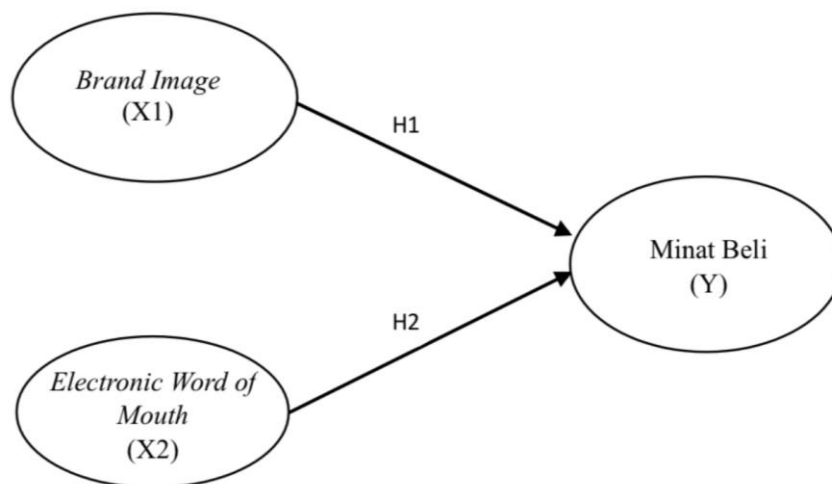 Brand Image
(X1)
H1
Minat Beli
(Y)
H2
Electronic Word of
Mouth
(X2)